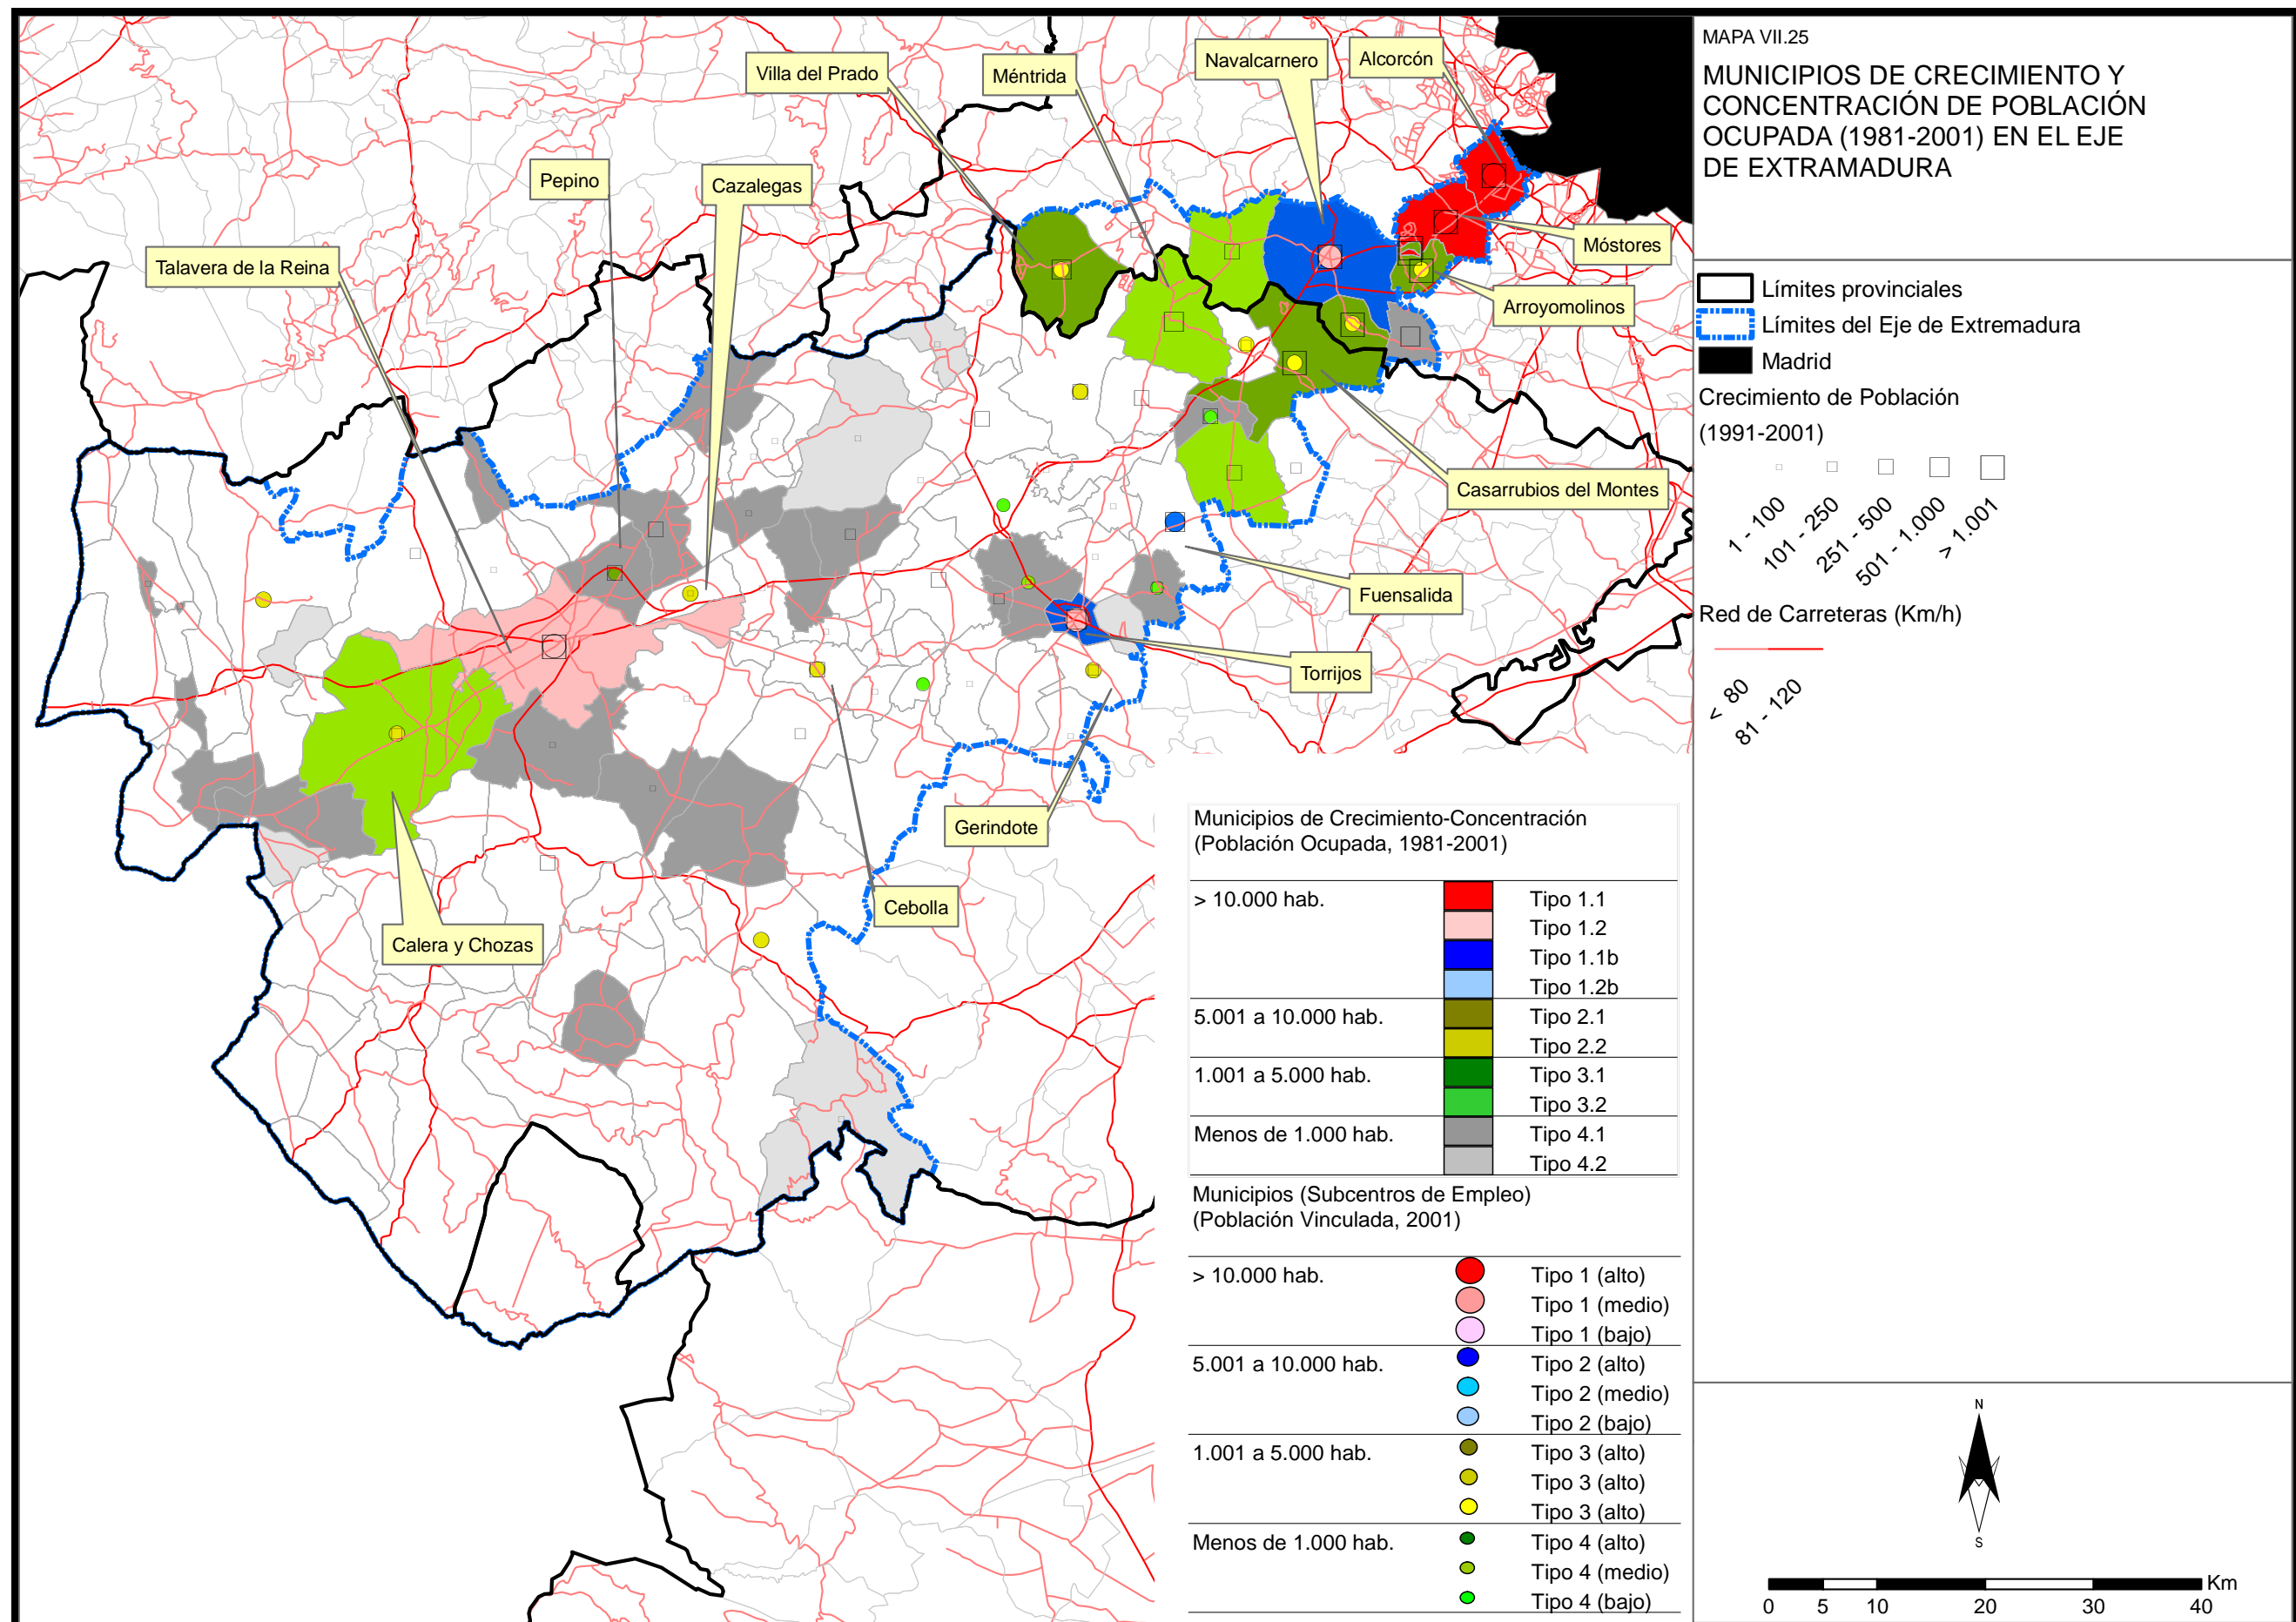 MAPA VII.25
MUNICIPIOS DE CRECIMIENTO Y
CONCENTRACIÓN DE POBLACIÓN
OCUPADA (1981-2001) EN EL EJE
DE EXTRAMADURA
Límites provinciales
Límites del Eje de Extremadura
Madrid
Crecimiento de Población
(1991-2001)
1 - 100
101 - 250
251 - 500
501 - 1.000
> 1.001
Red de Carreteras (Km/h)
< 80
81 - 120
Villa del Prado
Méntrida
Navalcarnero
Alcorcón
Pepino
Cazalegas
Talavera de la Reina
Móstores
Arroyomolinos
Casarrubios del Montes
Fuensalida
Torrijos
Gerindote
Cebolla
Calera y Chozas
Municipios de Crecimiento-Concentración
(Población Ocupada, 1981-2001)
> 10.000 hab.
Tipo 1.1
Tipo 1.2
Tipo 1.1b
Tipo 1.2b
5.001 a 10.000 hab.
Tipo 2.1
Tipo 2.2
1.001 a 5.000 hab.
Tipo 3.1
Tipo 3.2
Menos de 1.000 hab.
Tipo 4.1
Tipo 4.2
Municipios (Subcentros de Empleo)
(Población Vinculada, 2001)
> 10.000 hab.
Tipo 1 (alto)
Tipo 1 (medio)
Tipo 1 (bajo)
5.001 a 10.000 hab.
Tipo 2 (alto)
Tipo 2 (medio)
Tipo 2 (bajo)
1.001 a 5.000 hab.
Tipo 3 (alto)
Tipo 3 (alto)
Tipo 3 (alto)
Menos de 1.000 hab.
Tipo 4 (alto)
Tipo 4 (medio)
Tipo 4 (bajo)
N
S
Km
0 5 10 20 30 40